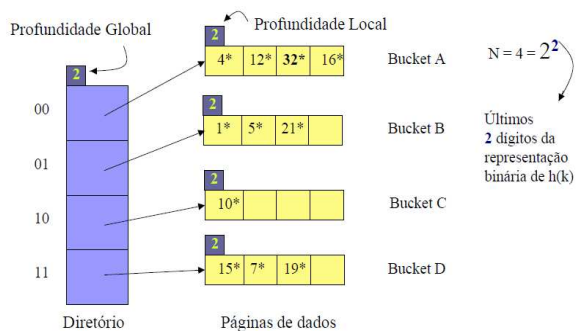 Profundidade Global
Profundidade Local
2
2
4* 12* 32* 16*
Bucket A
N = 4 = 2²
00
2
1* 5* 21*
Bucket B
01
Últimos
2 dígitos da
representação
binária de h(k)
2
10*
Bucket C
10
2
15* 7* 19*
Bucket D
11
Diretório
Páginas de dados